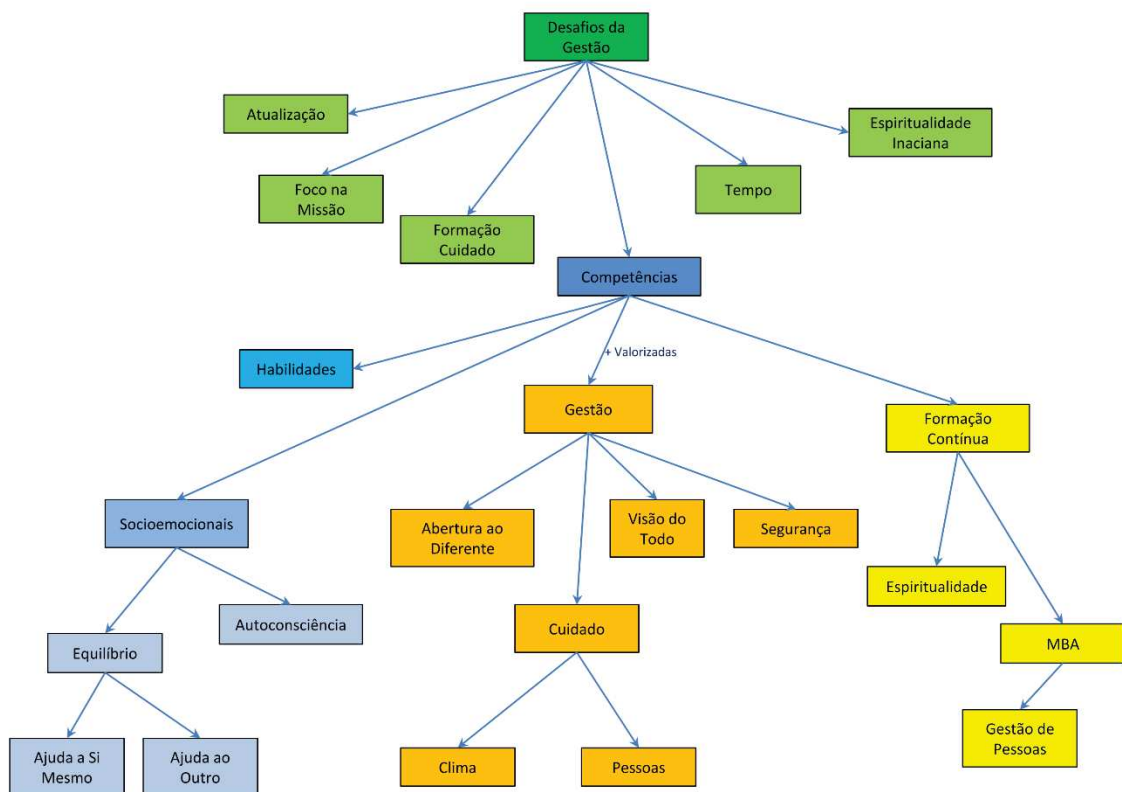 Desafios da
Gestão
Atualização
Espiritualidade
Inaciana
Foco na
Missão
Tempo
Formação
Cuidado
Competências
+ Valorizadas
Habilidades
Gestão
Formação
Contínua
Socioemocionais
Abertura ao
Diferente
Visão do
Todo
Segurança
Espiritualidade
Autoconsciência
Cuidado
Equilíbrio
MBA
Gestão de
Pessoas
Ajuda a Si
Mesmo
Ajuda ao
Outro
Clima
Pessoas